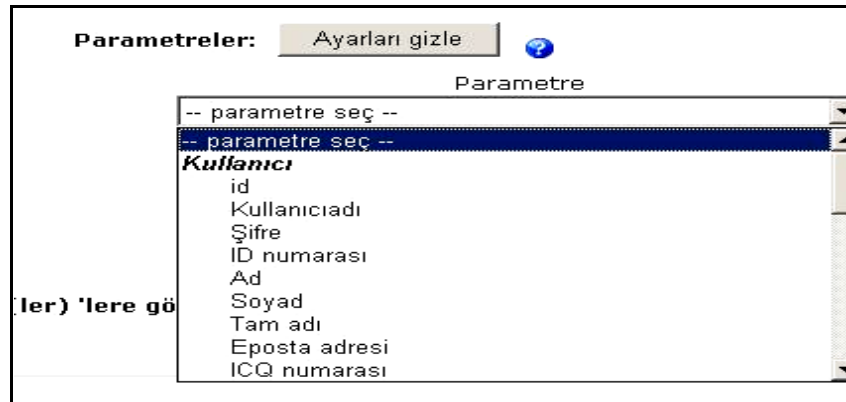 Parametreler: Ayarları gizle
Parametre
-- parametre seç --
-- parametre seç --
Kullanıcı
id
Kullanıcıadı
Şifre
ID numarası
Ad
Soyad
(ler) 'lere gö
Tam adı
Eposta adresi
ICQ numarası